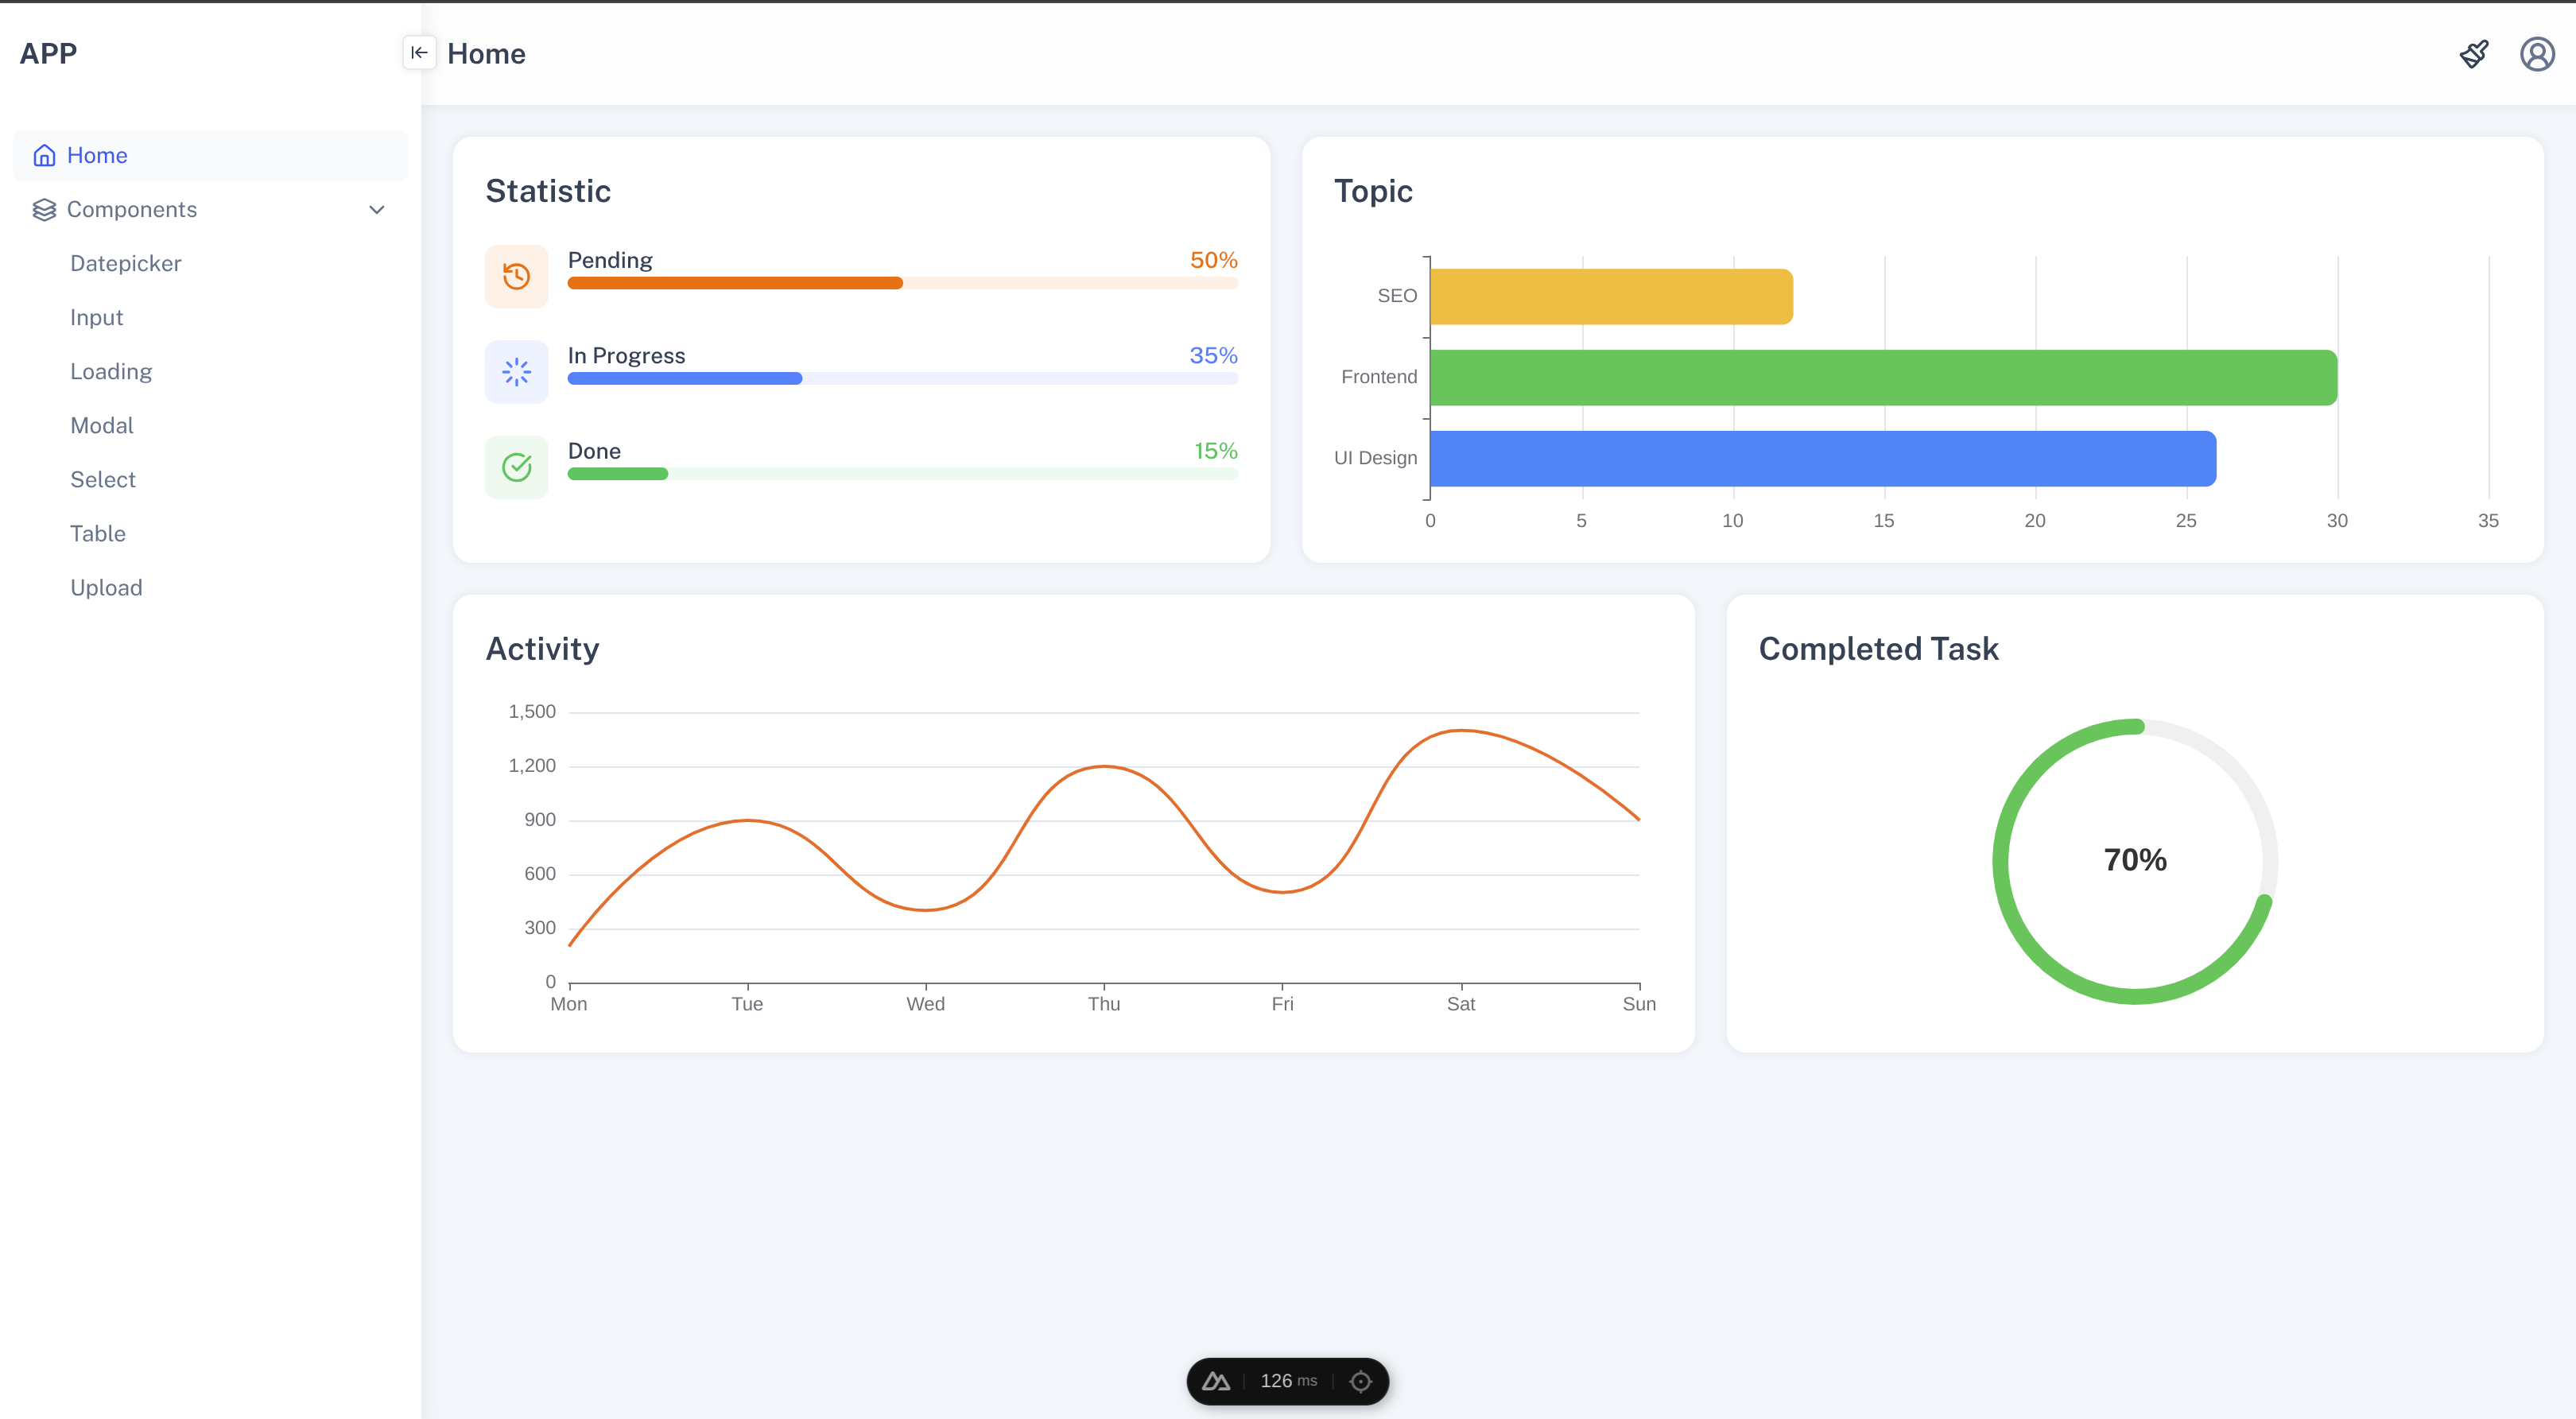 APP
Home
Home
Components
Datepicker
Input
Loading
Modal
Select
Table
Upload
Statistic
Pending 50%
In Progress 35%
Done 15%
Topic
SEO
Frontend
UI Design
0 5 10 15 20 25 30 35
Activity
1,500
1,200
900
600
300
0
Mon Tue Wed Thu Fri Sat Sun
Completed Task
70%
126 ms